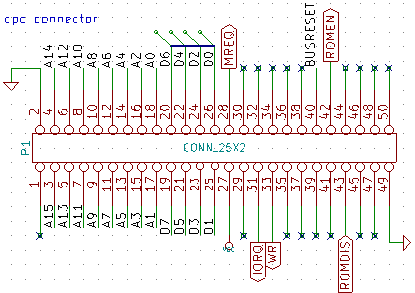 cpc connector
A14 A12 A10 A8 A6 A4 A2 A0 D6 D4 D2 D0 MREQ BUSRESET ROMEN
2 4 6 8 10 12 14 16 18 20 22 24 26 28 30 32 34 36 38 40 42 44 46 48 50
P1 CONN_25X2
1 3 5 7 9 11 13 15 17 19 21 23 25 27 29 31 33 35 37 39 41 43 45 47 49
A15 A13 A11 A9 A7 A5 A3 A1 D7 D5 D3 D1 IORQ WR ROMDIS